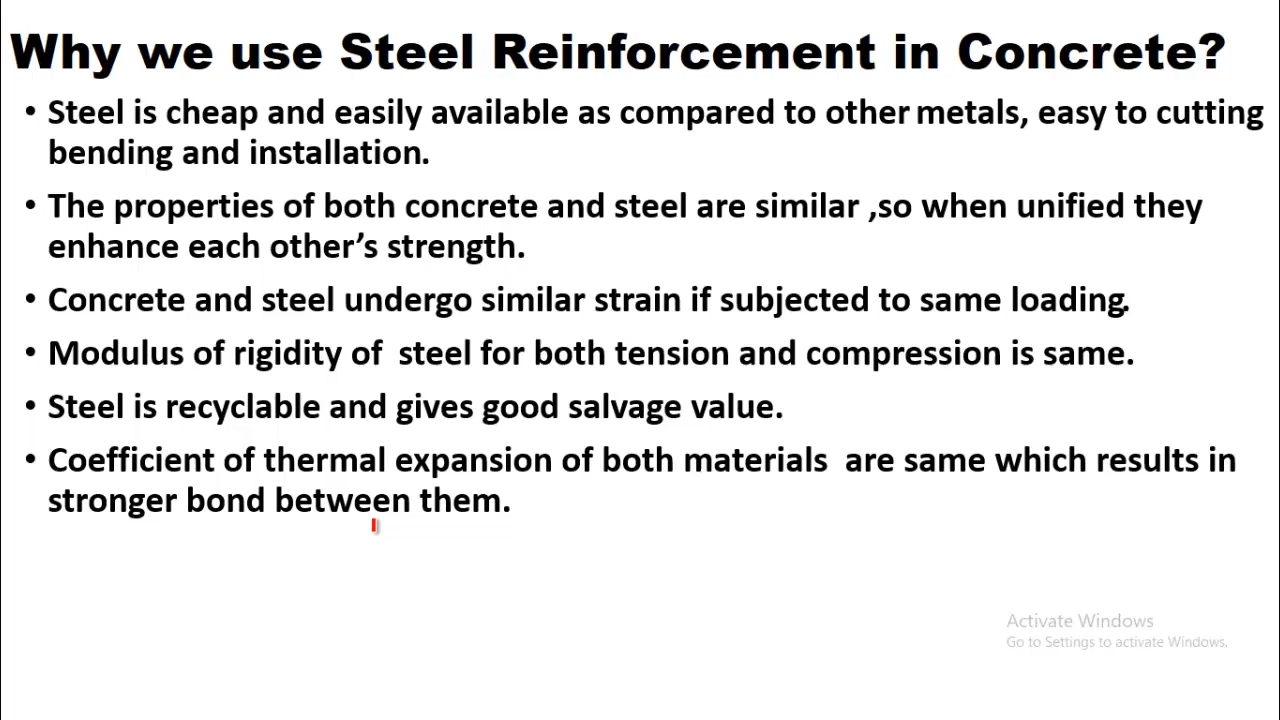 Why we use Steel Reinforcement in Concrete?
• Steel is cheap and easily available as compared to other metals, easy to cutting
bending and installation.
• The properties of both concrete and steel are similar ,so when unified they
enhance each other's strength.
• Concrete and steel undergo similar strain if subjected to same loading.
• Modulus of rigidity of  steel for both tension and compression is same.
• Steel is recyclable and gives good salvage value.
• Coefficient of thermal expansion of both materials  are same which results in
stronger bond between them.
Activate Windows
Go to Settings to activate Windows.